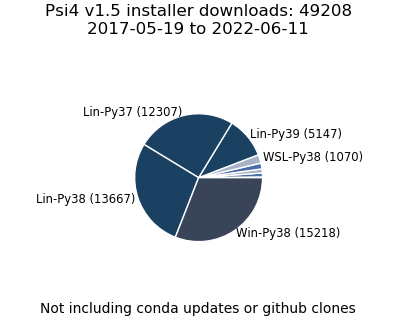 Psi4 v1.5 installer downloads: 49208
2017-05-19 to 2022-06-11
Lin-Py37 (12307)
Lin-Py39 (5147)
WSL-Py38 (1070)
Lin-Py38 (13667)
Win-Py38 (15218)
Not including conda updates or github clones